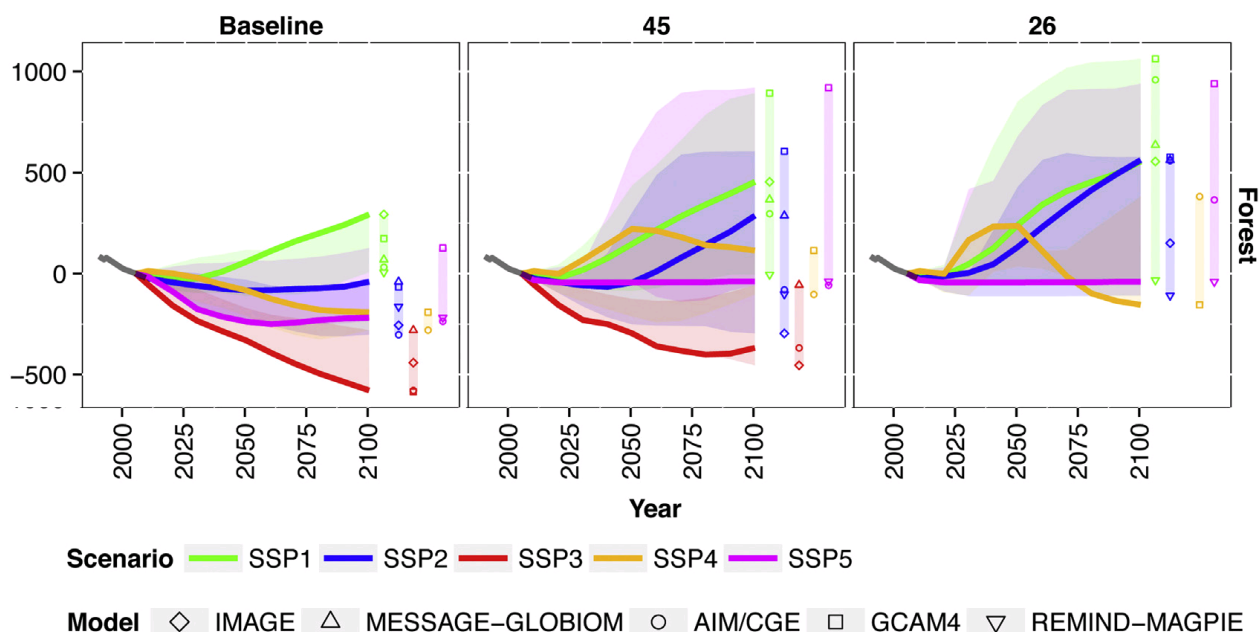 Baseline 45 26
1000
500
0
−500
2000 2025 2050 2075 2100 2000 2025 2050 2075 2100 2000 2025 2050 2075 2100
Forest
Year
Scenario SSP1 SSP2 SSP3 SSP4 SSP5
Model IMAGE MESSAGE−GLOBIOM AIM/CGE GCAM4 REMIND−MAGPIE